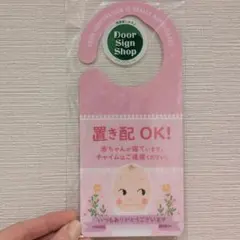 Door
Sign
Shop
置き配 OK!
赤ちゃんが寝ています。
チャイムはご遠慮ください。
いつもありがとうございます